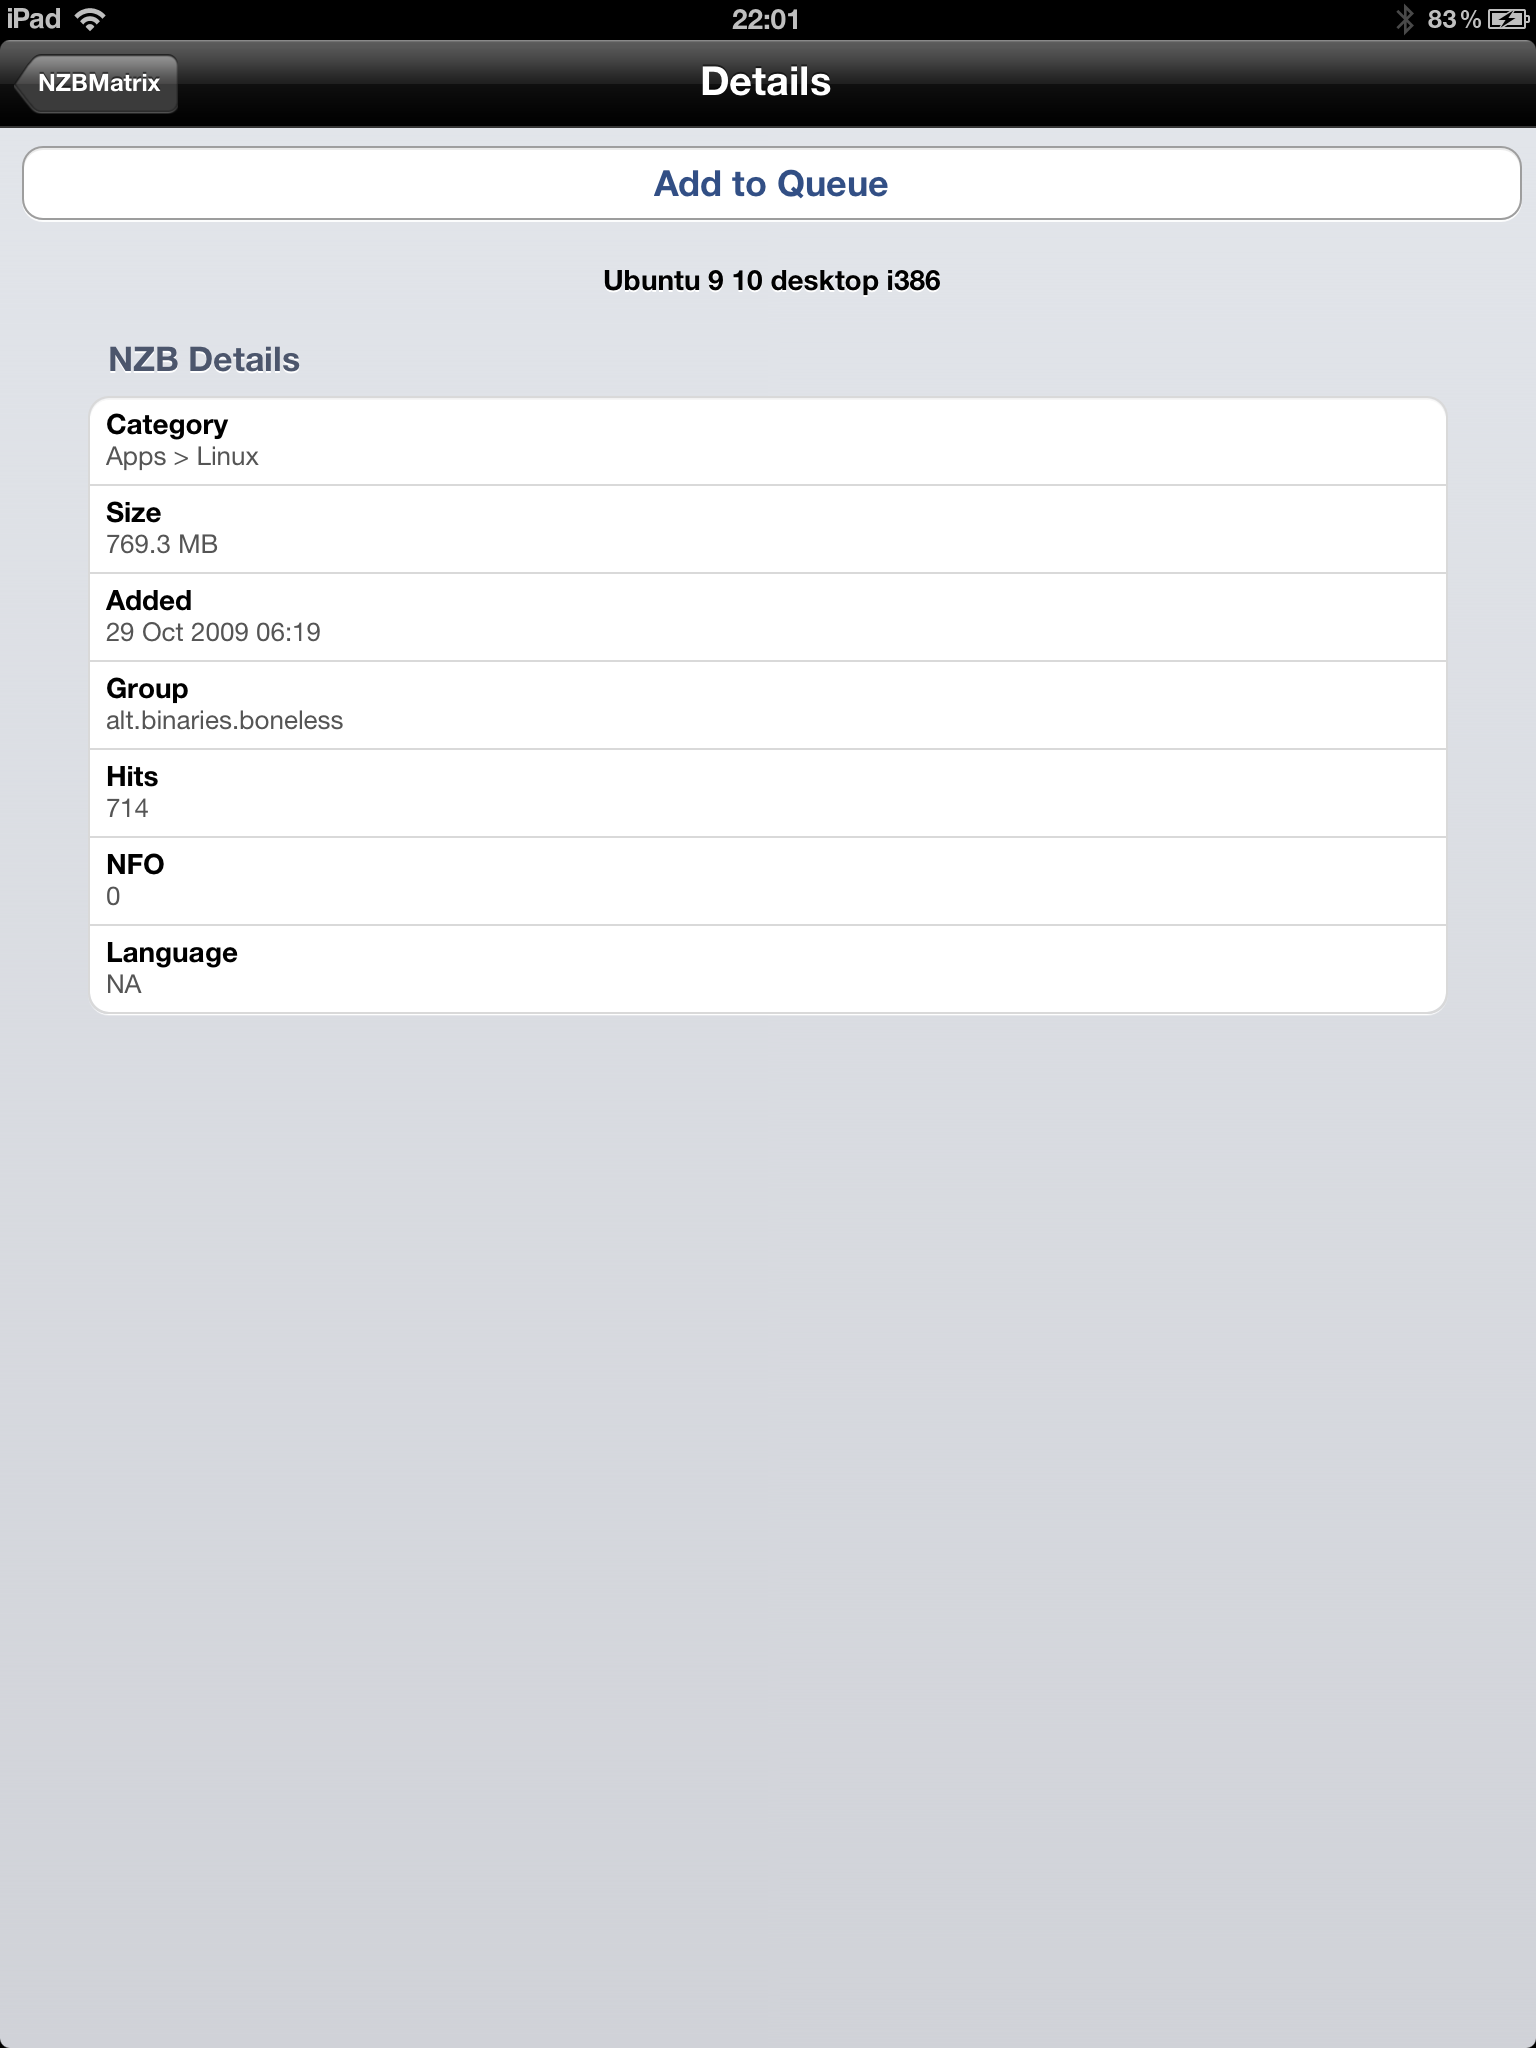 iPad 22:01 83%
NZBMatrix Details
Add to Queue
Ubuntu 9 10 desktop i386
NZB Details
Category
Apps > Linux
Size
769.3 MB
Added
29 Oct 2009 06:19
Group
alt.binaries.boneless
Hits
714
NFO
0
Language
NA